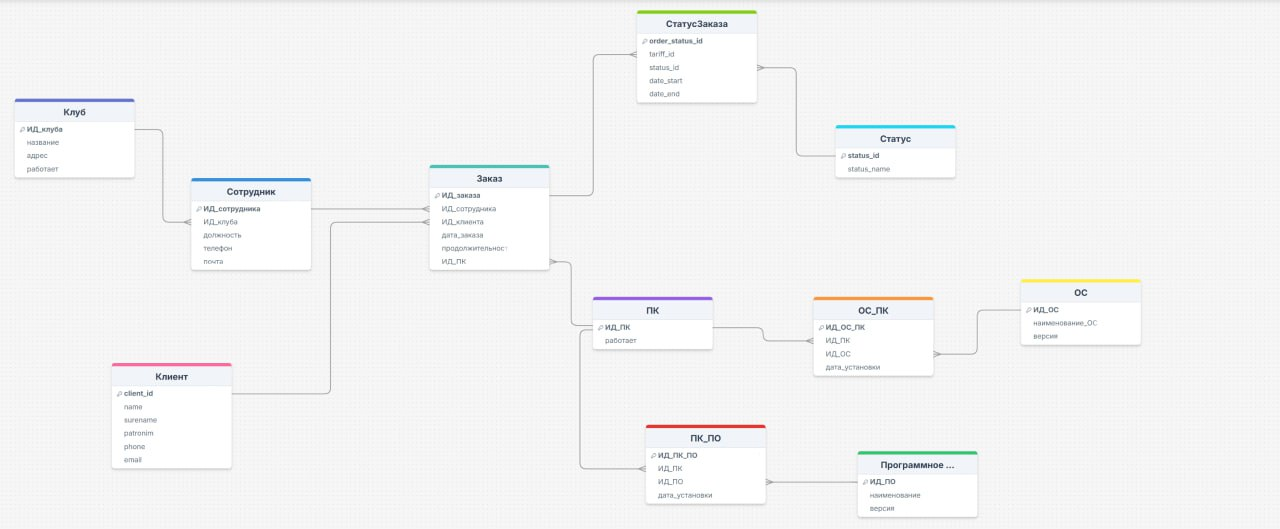 СтатусЗаказа
order_status_id
tariff_id
status_id
date_start
date_end
Клуб
ИД_клуба
название
адрес
работает
Статус
status_id
status_name
Сотрудник
ИД_сотрудника
ИД_клуба
должность
телефон
почта
Заказ
ИД_заказа
ИД_сотрудника
ИД_клиента
дата_заказа
продолжительност
ИД_ПК
ПК
ИД_ПК
работает
ОС_ПК
ИД_ОС_ПК
ИД_ПК
ИД_ОС
дата_установки
ОС
ИД_ОС
наименование_ОС
версия
Клиент
client_id
name
surename
patronim
phone
email
ПК_ПО
ИД_ПК_ПО
ИД_ПК
ИД_ПО
дата_установки
Программное ...
ИД_ПО
наименование
версия